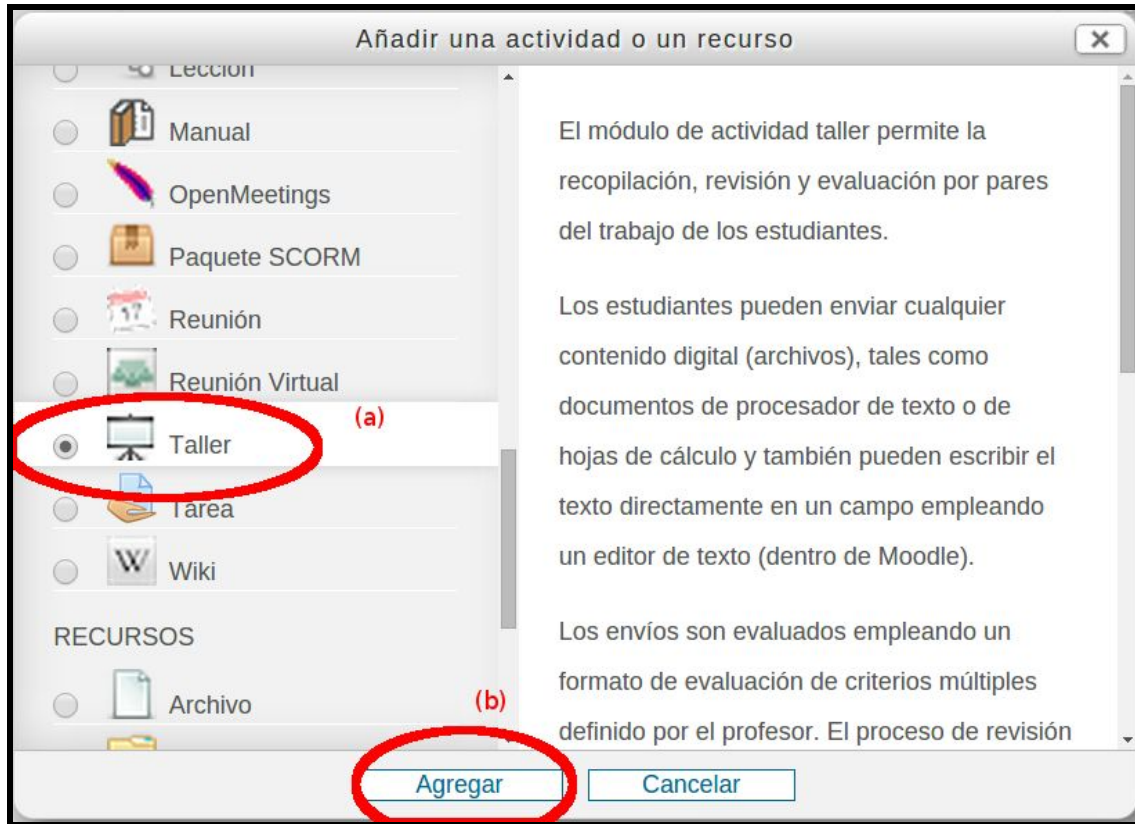 Añadir una actividad o un recurso
Lección
Manual
OpenMeetings
Paquete SCORM
Reunión
Reunión Virtual
(a)
Taller
Tarea
Wiki
RECURSOS
Archivo
El módulo de actividad taller permite la
recopilación, revisión y evaluación por pares
del trabajo de los estudiantes.
Los estudiantes pueden enviar cualquier
contenido digital (archivos), tales como
documentos de procesador de texto o de
hojas de cálculo y también pueden escribir el
texto directamente en un campo empleando
un editor de texto (dentro de Moodle).
Los envíos son evaluados empleando un
formato de evaluación de criterios múltiples
definido por el profesor. El proceso de revisión
(b)
Agregar
Cancelar